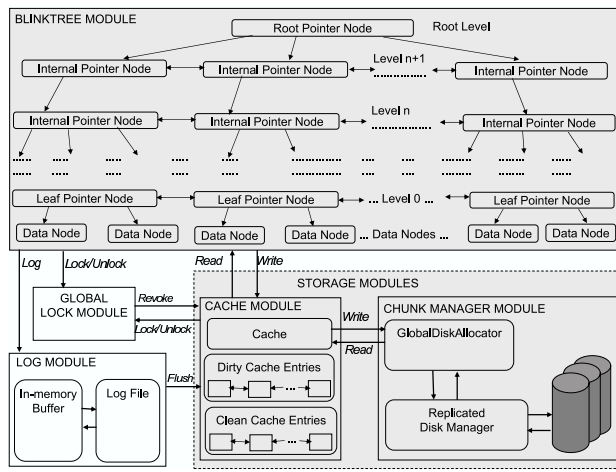 BLINKTREE MODULE
Root Pointer Node
Root Level
Internal Pointer Node
Internal Pointer Node
Level n+1
Internal Pointer Node
Internal Pointer Node
Internal Pointer Node
Level n
Internal Pointer Node
Leaf Pointer Node
Leaf Pointer Node
... Level 0 ...
Leaf Pointer Node
Data Node
Data Node
Data Node
Data Node
... Data Nodes ...
Data Node
Data Node
Log
Lock/Unlock
Read
Write
STORAGE MODULES
GLOBAL
LOCK MODULE
Revoke
Lock/Unlock
CACHE MODULE
Cache
Write
Read
CHUNK MANAGER MODULE
GlobalDiskAllocator
LOG MODULE
In-memory
Buffer
Log File
Flush
Dirty Cache Entries
...
Clean Cache Entries
...
Replicated
Disk Manager